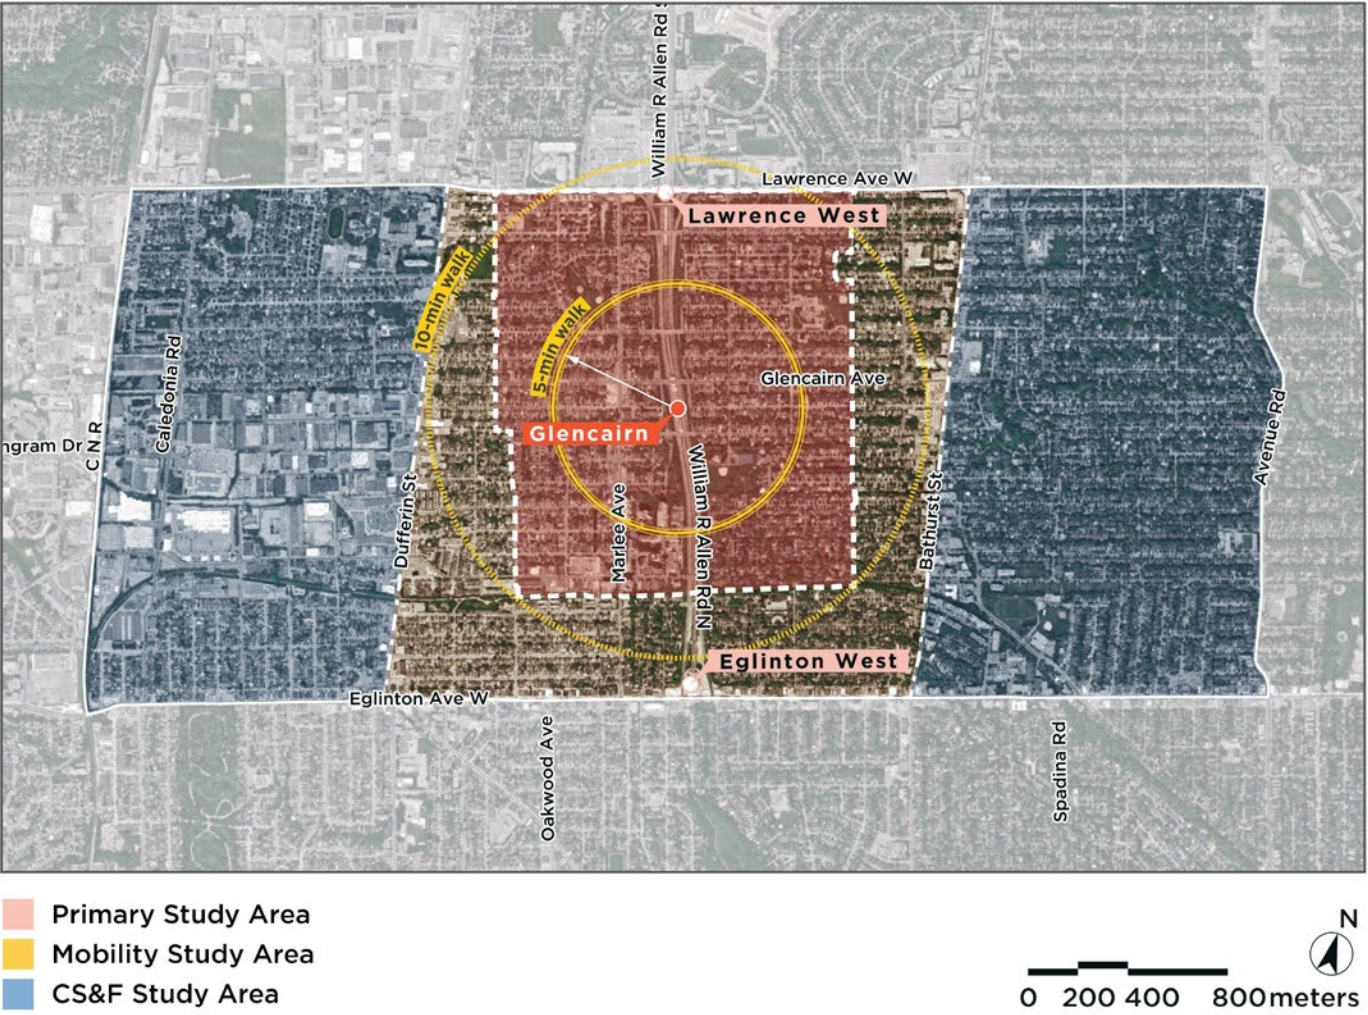 William R Allen Rd S
Lawrence Ave W
Lawrence West
10-min walk
5-min walk
Caledonia Rd
Glencairn Ave
Avenue Rd
ngram Dr
CNR
Glencairn
Dufferin St
Marlee Ave
William R Allen Rd N
Bathurst St
Eglinton West
Eglinton Ave W
Oakwood Ave
Spadina Rd
Primary Study Area
Mobility Study Area
CS&F Study Area
N
0 200 400 800 meters